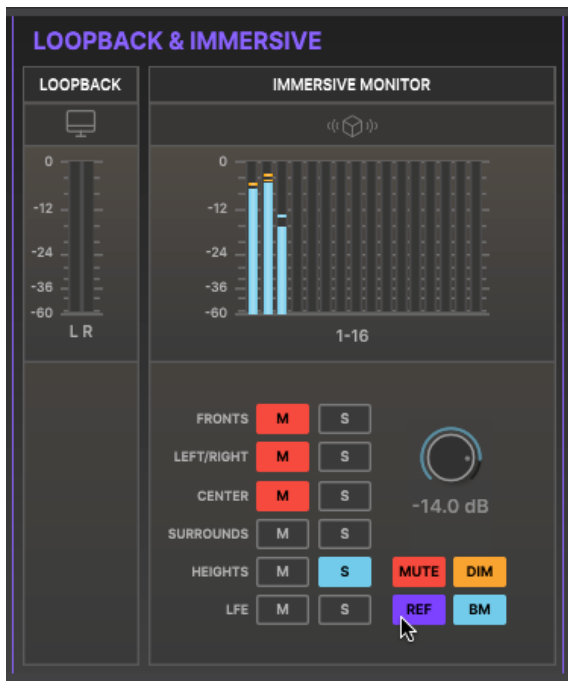 LOOPBACK & IMMERSIVE
LOOPBACK
IMMERSIVE MONITOR
0
-12
-24
-36
-60
L R
0
-12
-24
-36
-60
1-16
FRONTS M S
LEFT/RIGHT M S
CENTER M S
-14.0 dB
SURROUNDS M S
HEIGHTS M S MUTE DIM
LFE M S REF BM